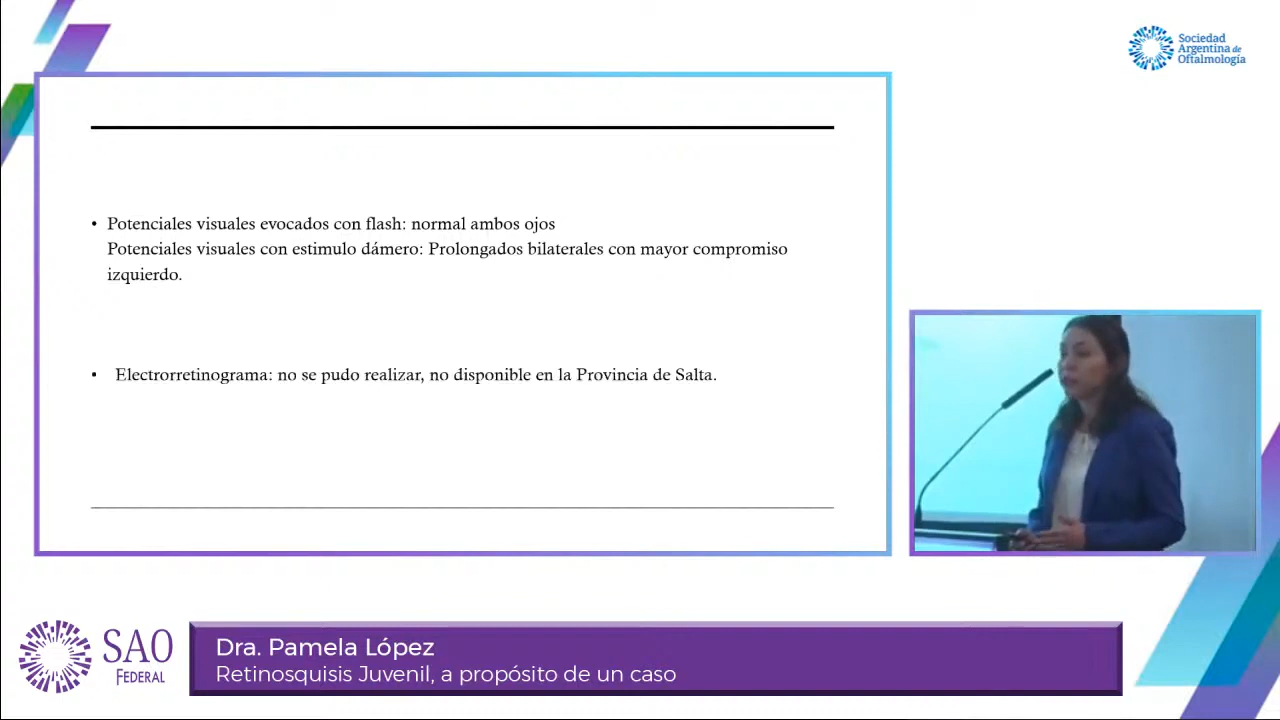 Sociedad
Argentina de
Oftalmología
• Potenciales visuales evocados con flash: normal ambos ojos
Potenciales visuales con estimulo dámero: Prolongados bilaterales con mayor compromiso
izquierdo.
• Electrorretinograma: no se pudo realizar, no disponible en la Provincia de Salta.
SAO
FEDERAL
Dra. Pamela López
Retinosquisis Juvenil, a propósito de un caso